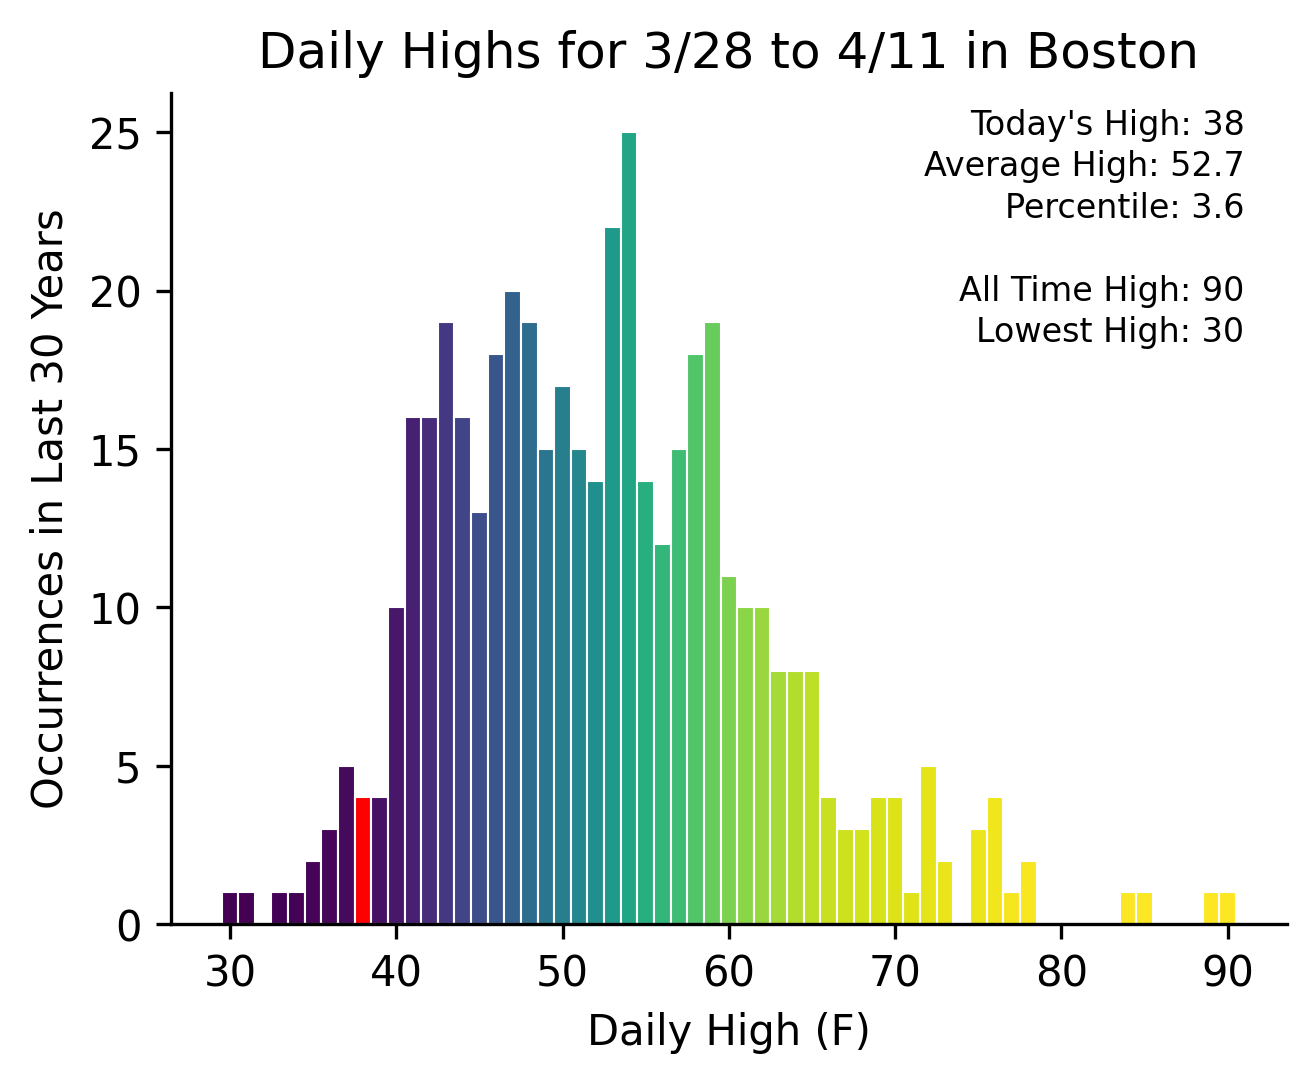 Daily Highs for 3/28 to 4/11 in Boston
Today's High: 38
Average High: 52.7
Percentile: 3.6
All Time High: 90
Lowest High: 30
Occurrences in Last 30 Years
25
20
15
10
5
0
30 40 50 60 70 80 90
Daily High (F)